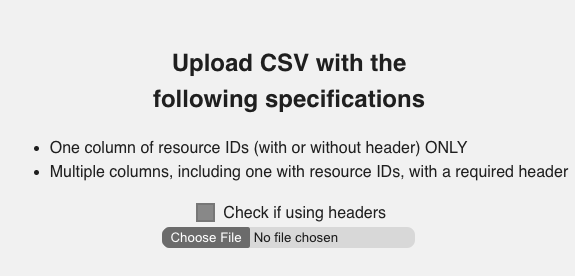 Upload CSV with the
following specifications
• One column of resource IDs (with or without header) ONLY
• Multiple columns, including one with resource IDs, with a required header
Check if using headers
Choose File No file chosen